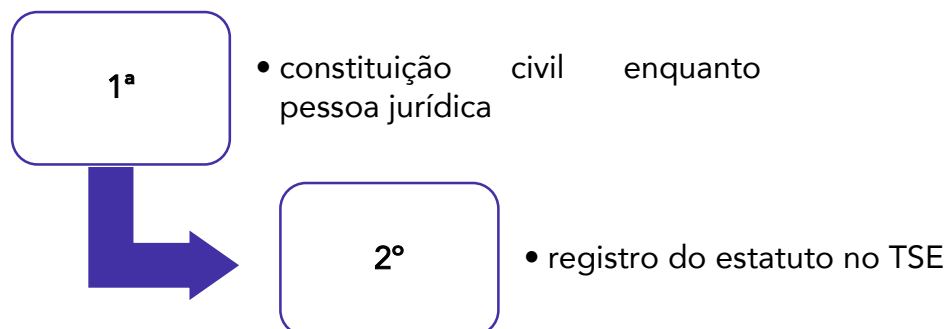 1ª
• constituição civil enquanto
pessoa jurídica
2º
• registro do estatuto no TSE